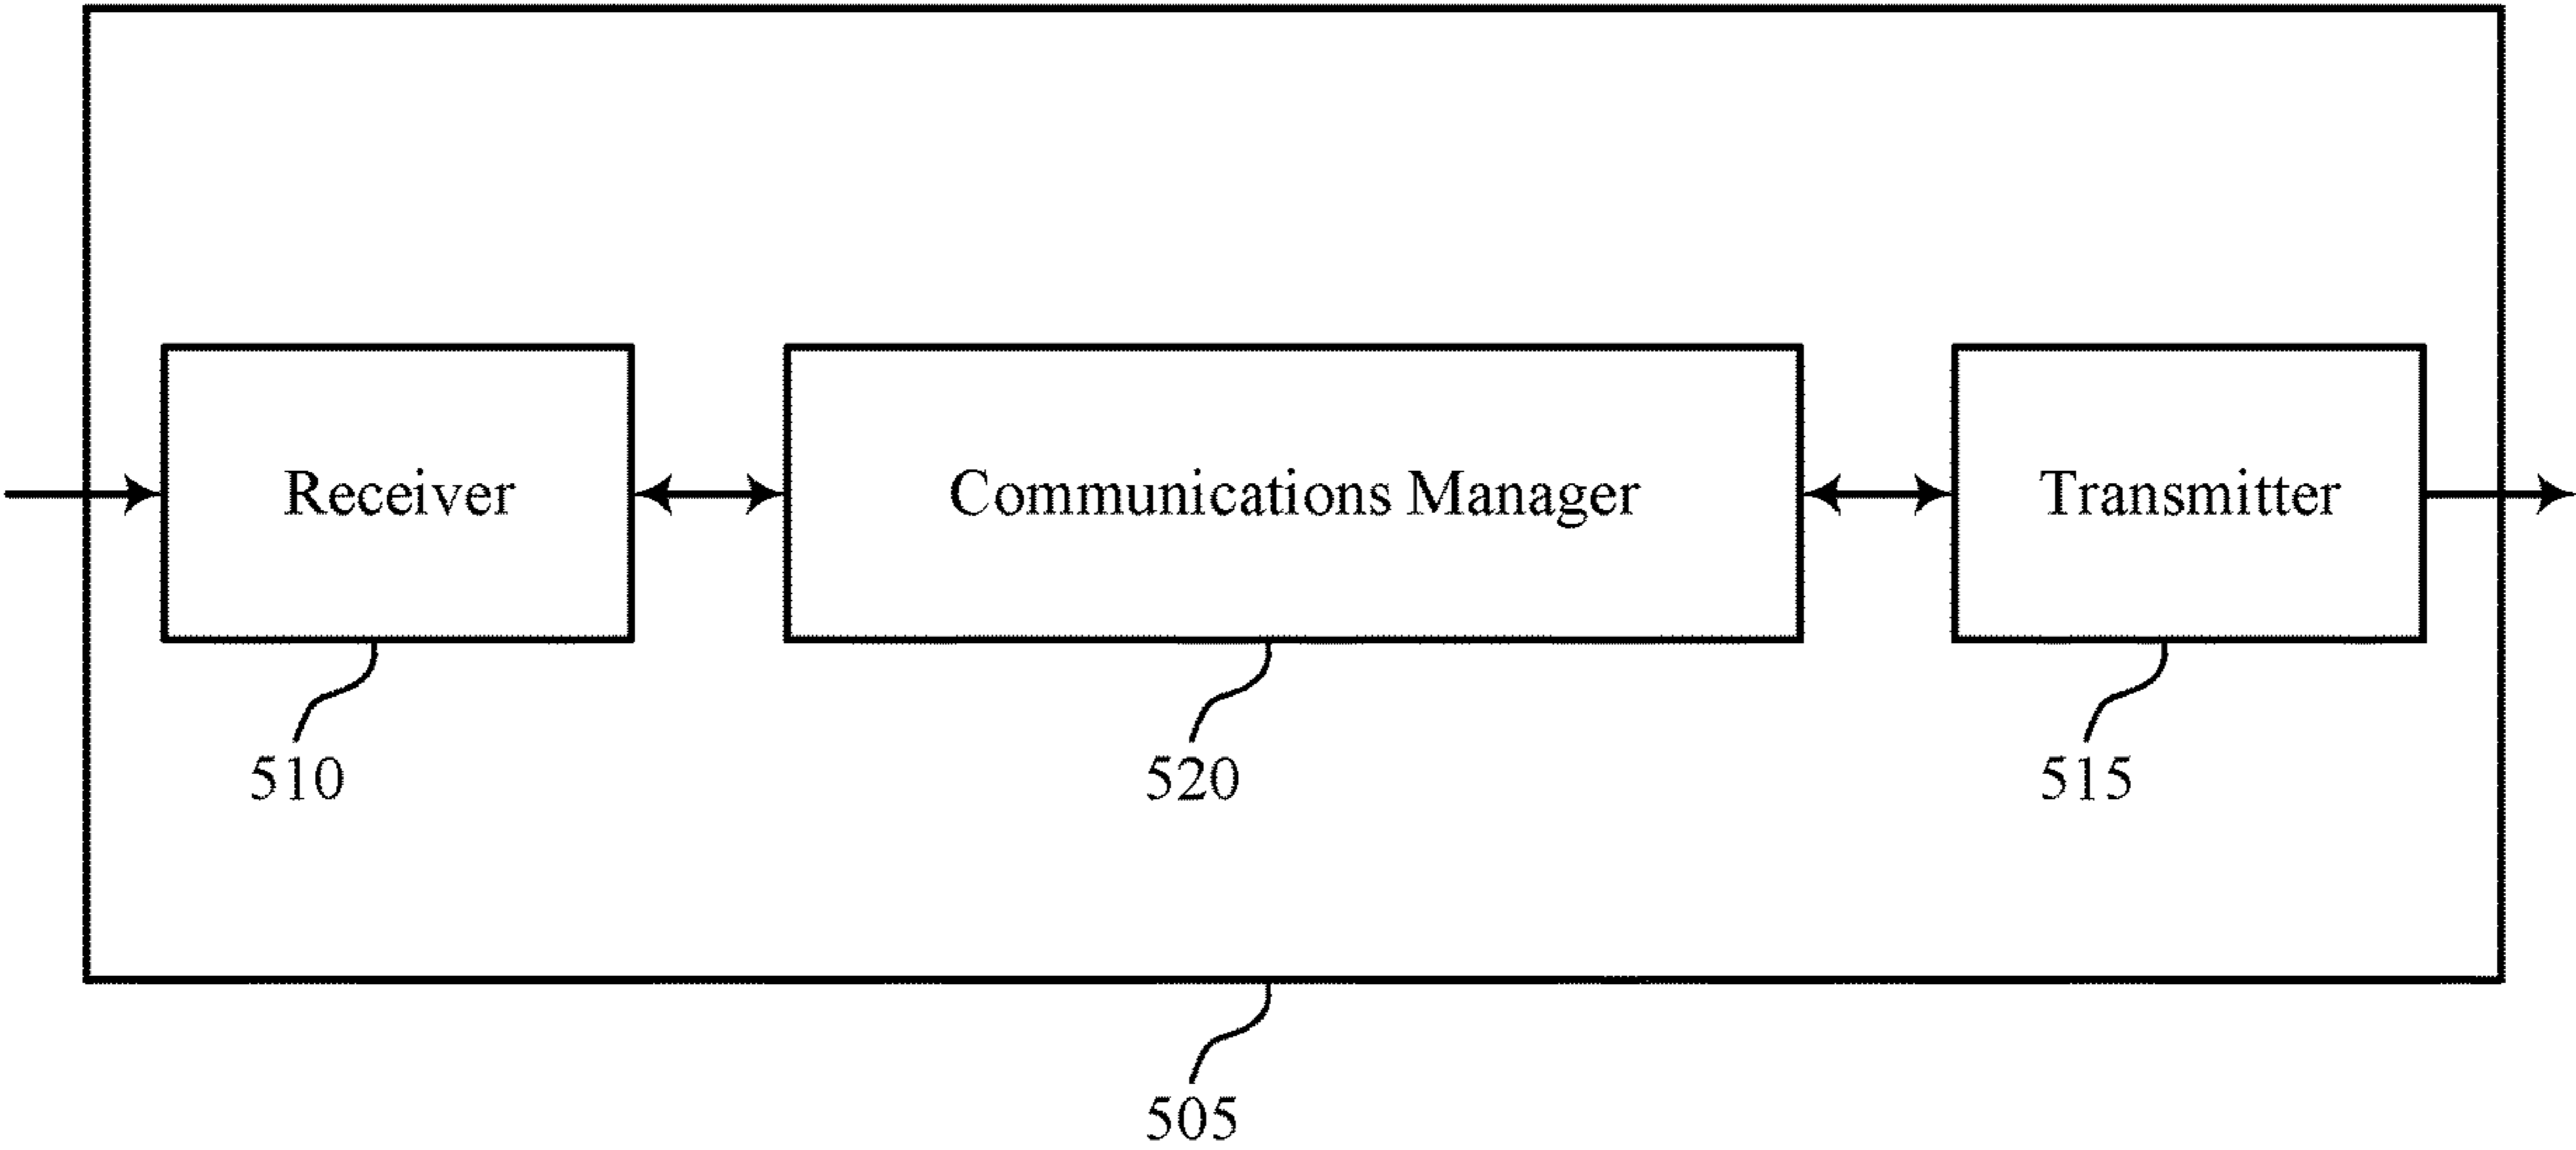 Receiver
Communications Manager
Transmitter
510
520
515
505